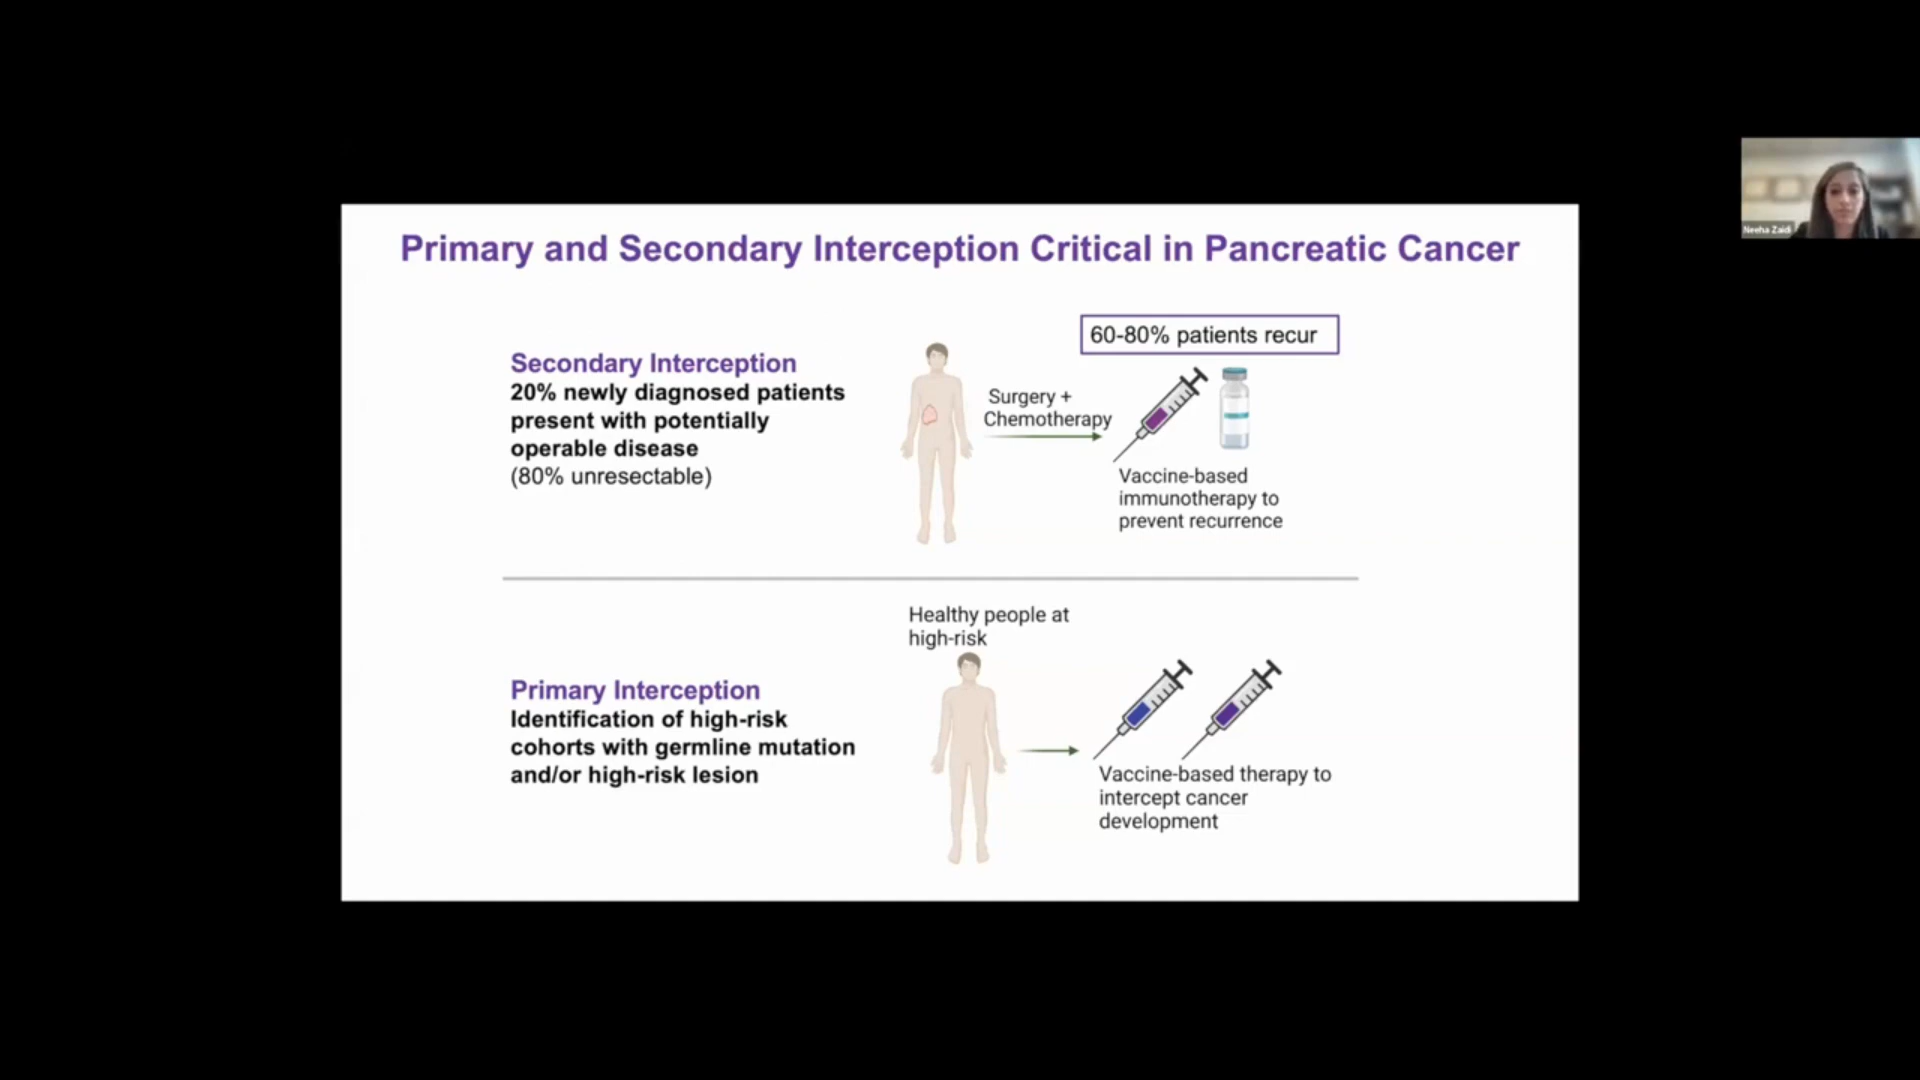 Primary and Secondary Interception Critical in Pancreatic Cancer
60-80% patients recur
Secondary Interception
20% newly diagnosed patients
present with potentially
operable disease
(80% unresectable)
Surgery +
Chemotherapy
Vaccine-based
immunotherapy to
prevent recurrence
Healthy people at
high-risk
Primary Interception
Identification of high-risk
cohorts with germline mutation
and/or high-risk lesion
Vaccine-based therapy to
intercept cancer
development
Neeha Zaidi